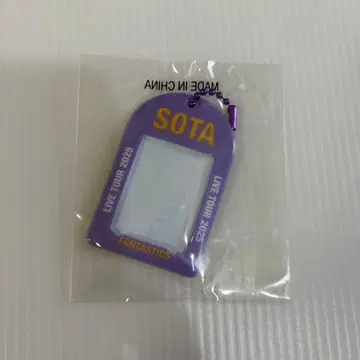 MADE IN CHINA
SOTA
LIVE TOUR 2025
LIVE TOUR 2025
FANTASTICS